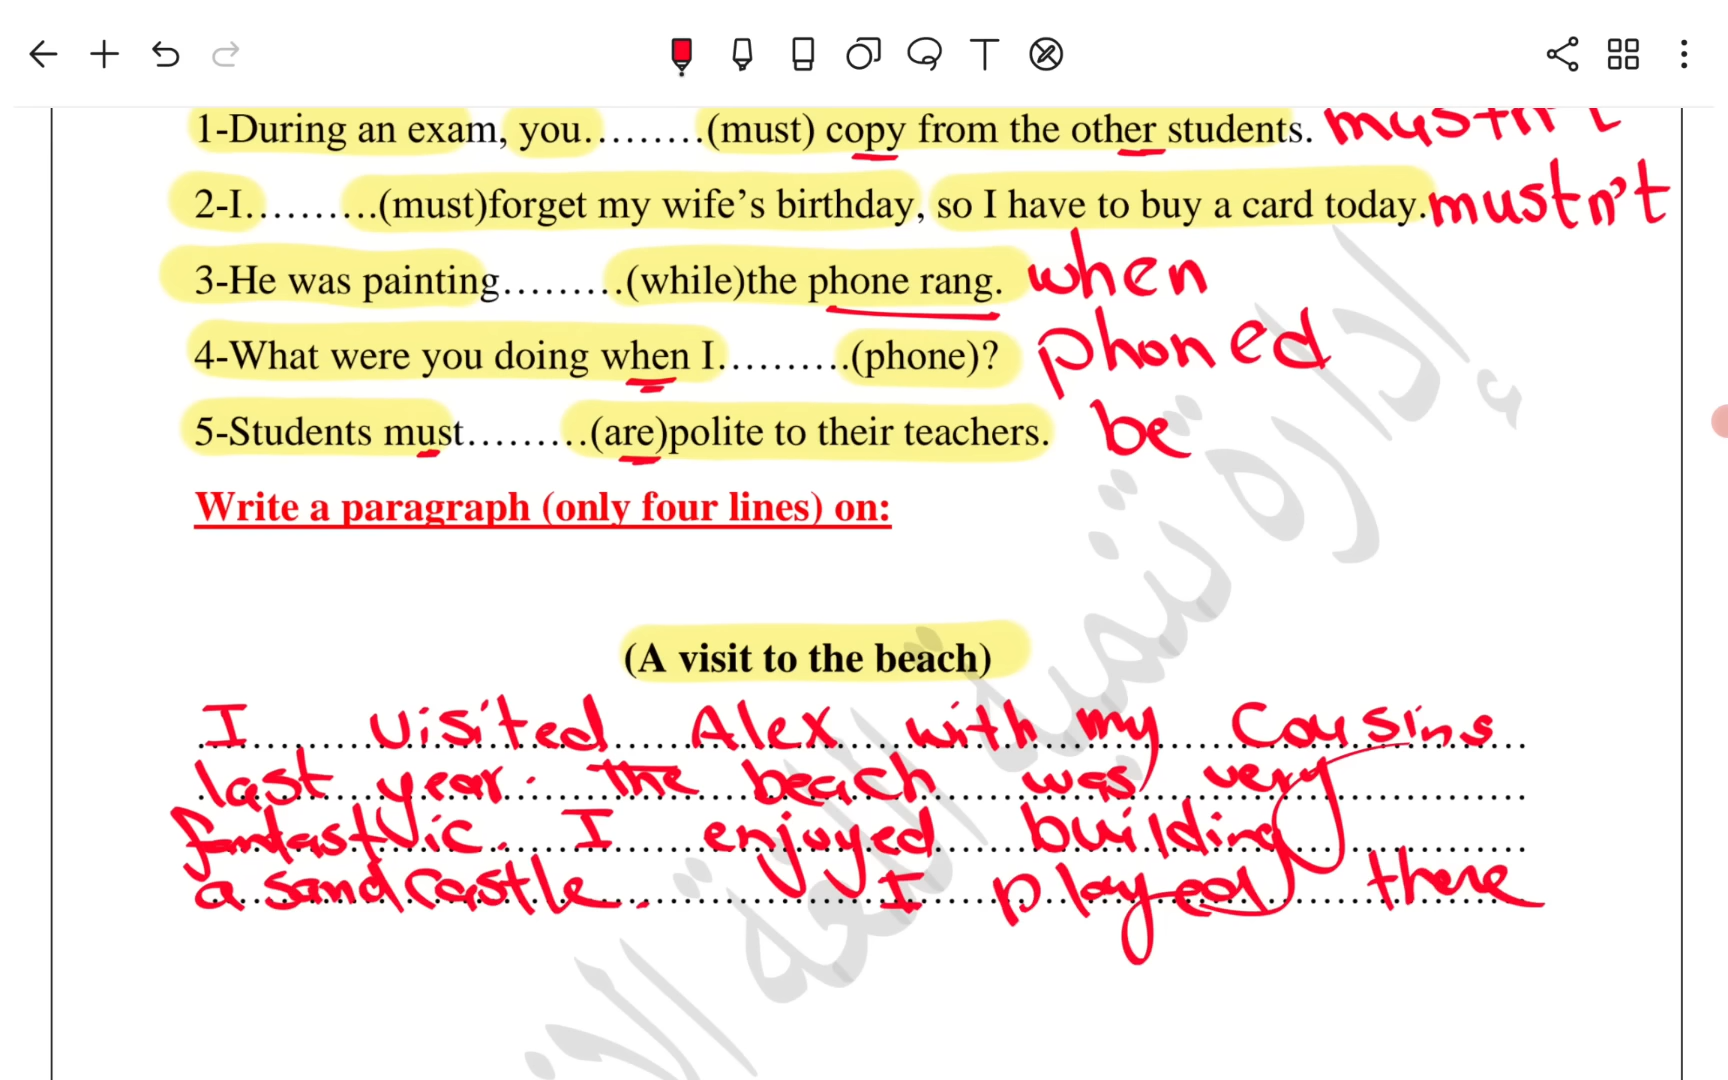 1-During an exam, you.........(must) copy from the other students. mustn't
2-I..........(must)forget my wife's birthday, so I have to buy a card today. mustn't
3-He was painting.........(while)the phone rang. when
4-What were you doing when I..........(phone)? phoned
5-Students must.........(are)polite to their teachers. be
Write a paragraph (only four lines) on:
(A visit to the beach)
I visited Alex with my Cousins
last year. The beach was very
fantastic. I enjoyed building
a sandcastle. I played there